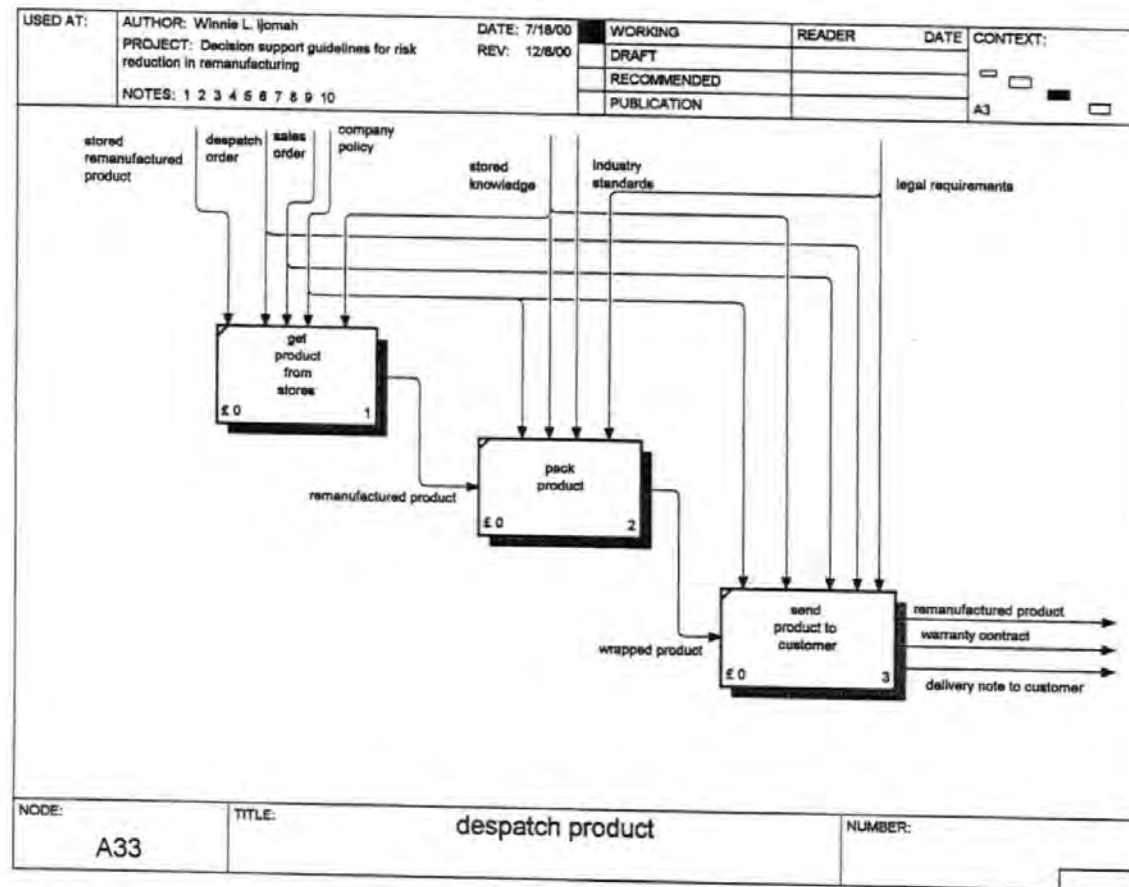 USED AT:
AUTHOR: Winnie L. Ijomah
DATE: 7/18/00
PROJECT: Decision support guidelines for risk
reduction in remanufacturing
REV: 12/8/00
NOTES: 1 2 3 4 5 6 7 8 9 10
WORKING
DRAFT
RECOMMENDED
PUBLICATION
READER
DATE
CONTEXT:
A3
stored
remanufactured
product
despatch
order
sales
order
company
policy
stored
knowledge
industry
standards
legal requirements
get
product
from
stores
£ 0
1
remanufactured product
pack
product
£ 0
2
wrapped product
send
product to
customer
£ 0
3
remanufactured product
warranty contract
delivery note to customer
NODE:
A33
TITLE:
despatch product
NUMBER: